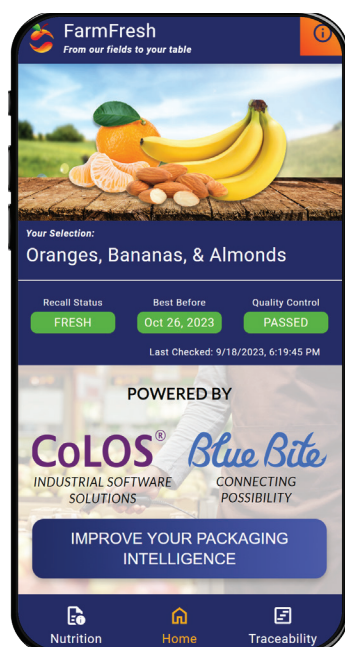 FarmFresh
From our fields to your table
Your Selection:
Oranges, Bananas, & Almonds
Recall Status
Best Before
Quality Control
FRESH
Oct 26, 2023
PASSED
Last Checked: 9/18/2023, 6:19:45 PM
POWERED BY
CoLOS®
Blue Bite
INDUSTRIAL SOFTWARE
SOLUTIONS
CONNECTING
POSSIBILITY
IMPROVE YOUR PACKAGING
INTELLIGENCE
Nutrition
Home
Traceability